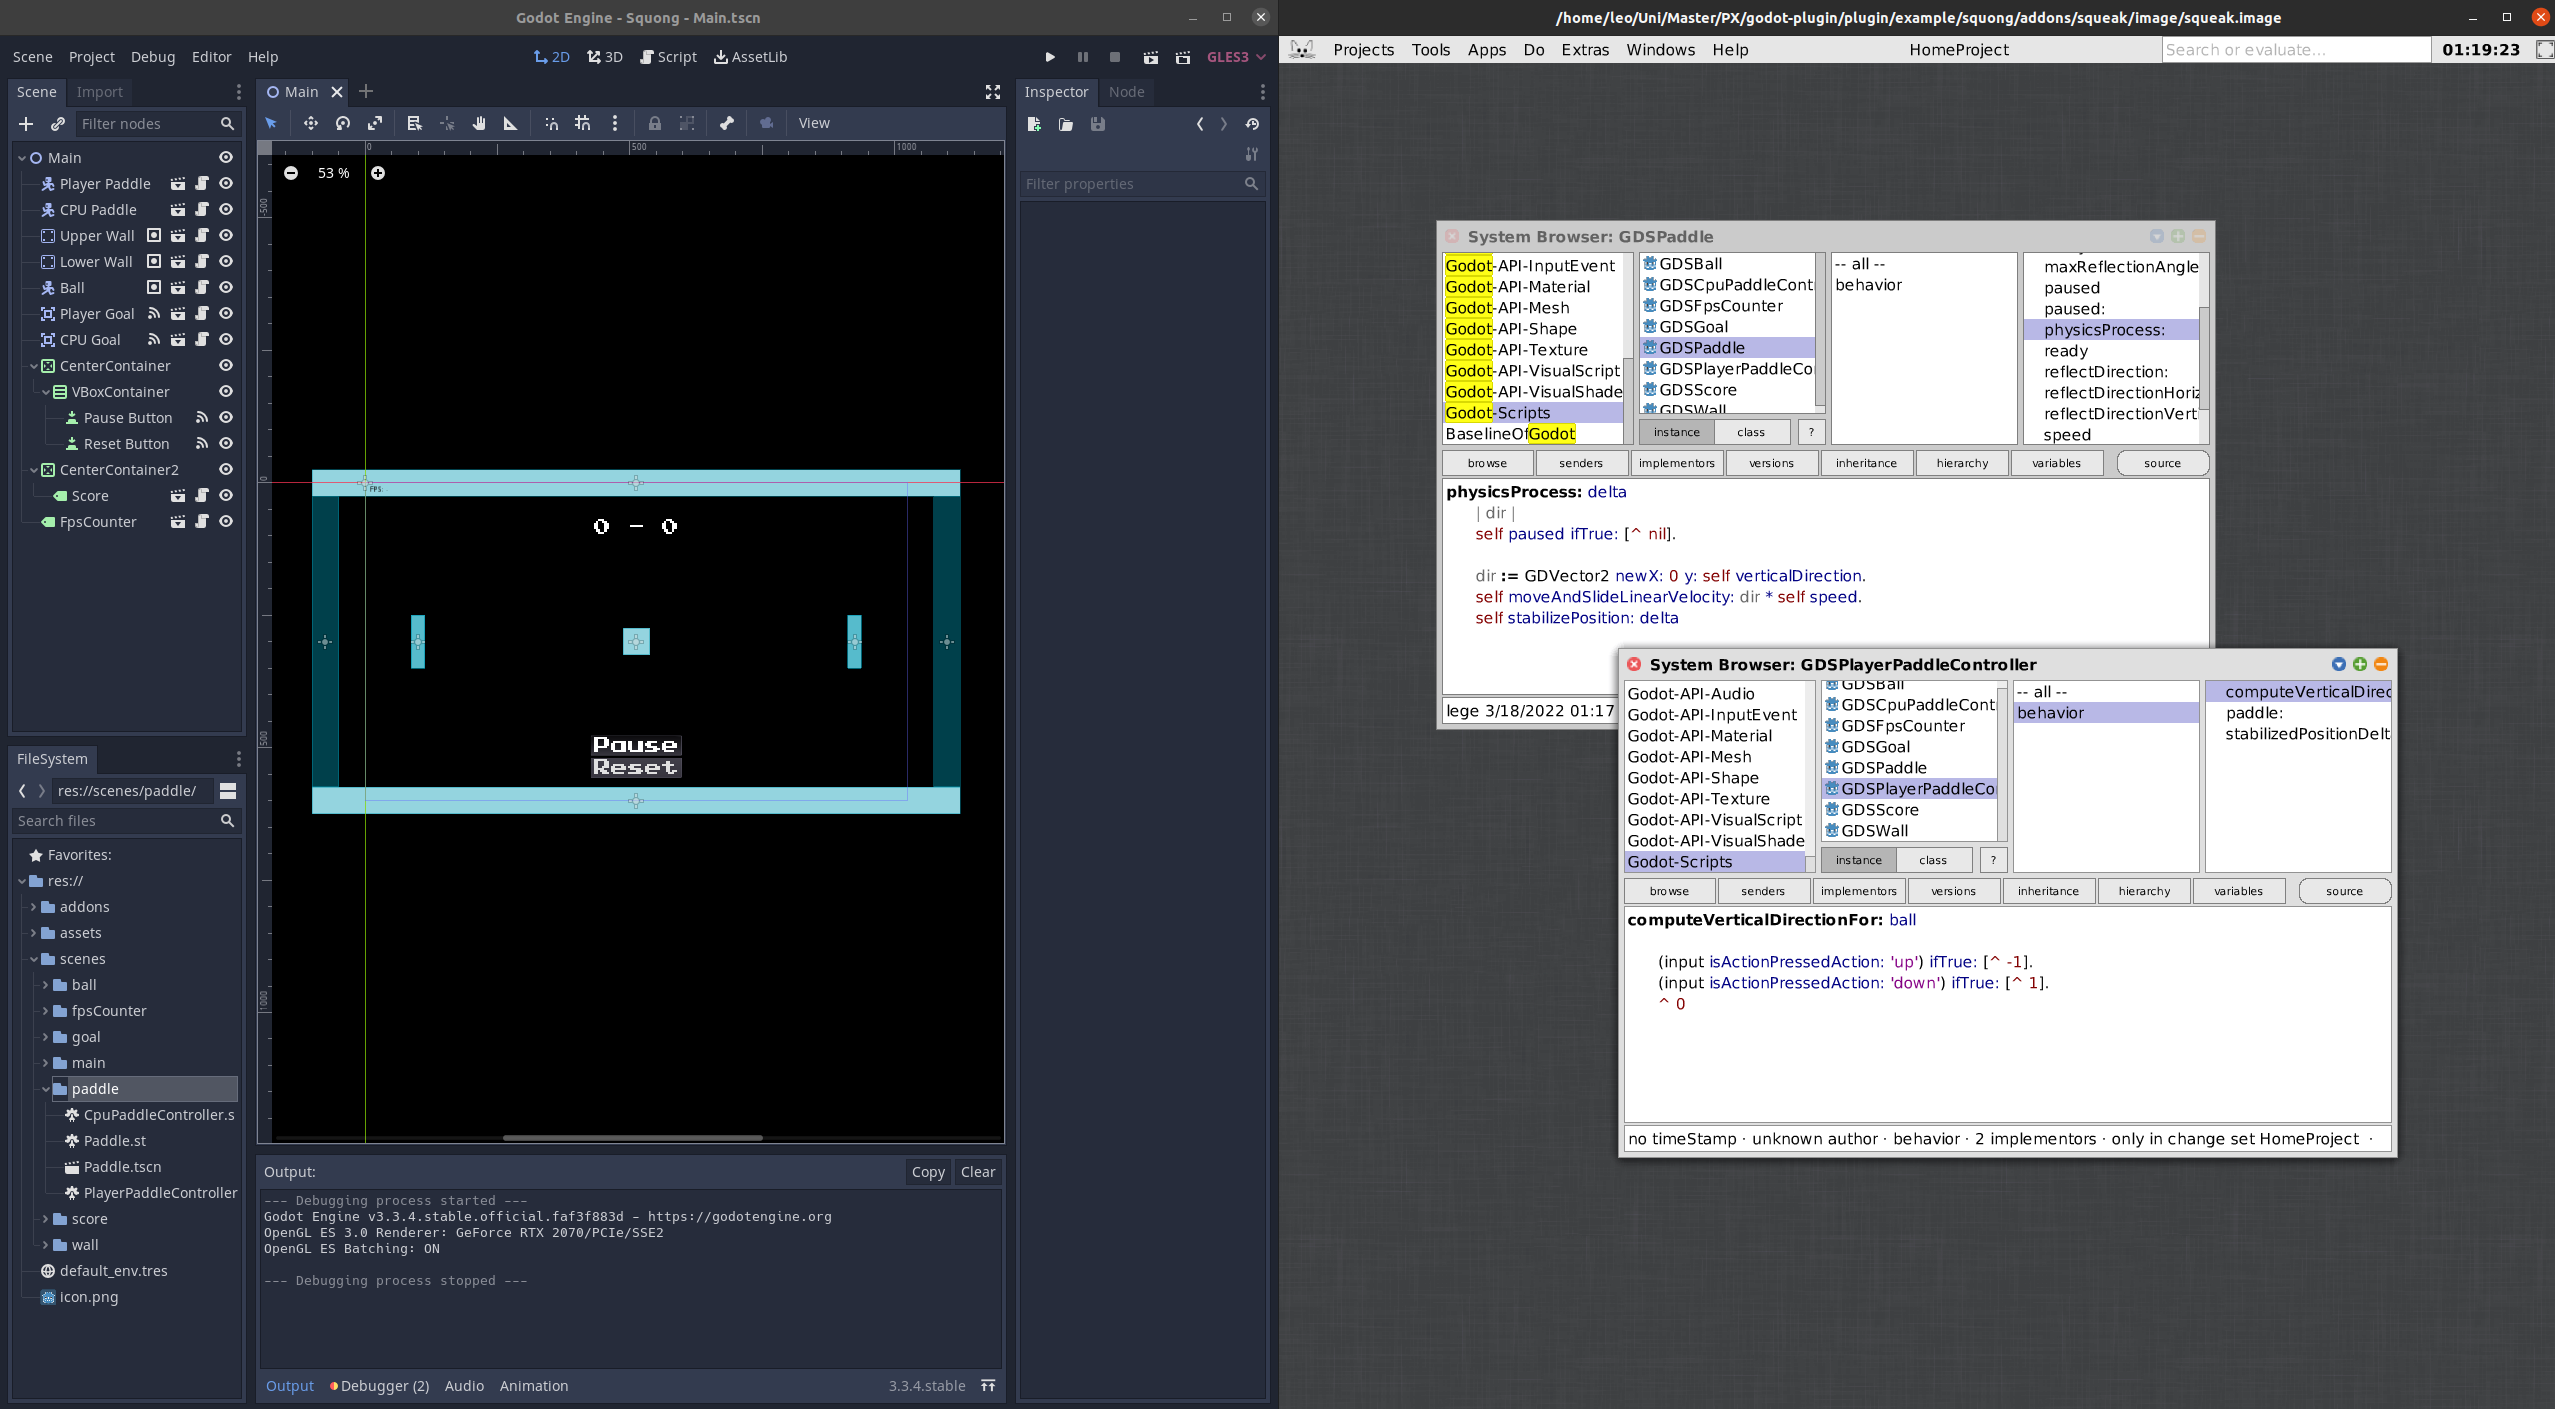 Godot Engine - Squong - Main.tscn
Scene Project Debug Editor Help
2D 3D Script AssetLib
GLES3
Scene Import
Filter nodes
Main
Player Paddle
CPU Paddle
Upper Wall
Lower Wall
Ball
Player Goal
CPU Goal
CenterContainer
VBoxContainer
Pause Button
Reset Button
CenterContainer2
Score
FpsCounter
FileSystem
res://scenes/paddle/
Search files
Favorites:
res://
addons
assets
scenes
ball
fpsCounter
goal
main
paddle
CpuPaddleController.s
Paddle.st
Paddle.tscn
PlayerPaddleController
score
wall
default_env.tres
icon.png
Main
View
0 500 1000
-500
0
500
1000
53 %
FPS:
0 - 0
Pause
Reset
Output:
Copy Clear
--- Debugging process started ---
Godot Engine v3.3.4.stable.official.faf3f883d - https://godotengine.org
OpenGL ES 3.0 Renderer: GeForce RTX 2070/PCIe/SSE2
OpenGL ES Batching: ON
--- Debugging process stopped ---
Output Debugger (2) Audio Animation
3.3.4.stable
Inspector Node
Filter properties
/home/leo/Uni/Master/PX/godot-plugin/plugin/example/squong/addons/squeak/image/squeak.image
Projects Tools Apps Do Extras Windows Help
HomeProject
Search or evaluate...
01:19:23
System Browser: GDSPaddle
Godot-API-InputEvent
Godot-API-Material
Godot-API-Mesh
Godot-API-Shape
Godot-API-Texture
Godot-API-VisualScript
Godot-API-VisualShade
Godot-Scripts
BaselineOfGodot
GDSBall
GDSCpuPaddleCont
GDSFpsCounter
GDSGoal
GDSPaddle
GDSPlayerPaddleCo
GDSScore
GDSWall
instance class ?
-- all --
behavior
maxReflectionAngle
paused
paused:
physicsProcess:
ready
reflectDirection:
reflectDirectionHoriz
reflectDirectionVert
speed
browse senders implementors versions inheritance hierarchy variables source
physicsProcess: delta
| dir |
self paused ifTrue: [^ nil].
dir := GDVector2 newX: 0 y: self verticalDirection.
self moveAndSlideLinearVelocity: dir * self speed.
self stabilizePosition: delta
lege 3/18/2022 01:17
System Browser: GDSPlayerPaddleController
Godot-API-Audio
Godot-API-InputEvent
Godot-API-Material
Godot-API-Mesh
Godot-API-Shape
Godot-API-Texture
Godot-API-VisualScript
Godot-API-VisualShade
Godot-Scripts
GDSBall
GDSCpuPaddleCont
GDSFpsCounter
GDSGoal
GDSPaddle
GDSPlayerPaddleCo
GDSScore
GDSWall
instance class ?
-- all --
behavior
computeVerticalDirec
paddle:
stabilizedPositionDelt
browse senders implementors versions inheritance hierarchy variables source
computeVerticalDirectionFor: ball
(input isActionPressedAction: 'up') ifTrue: [^ -1].
(input isActionPressedAction: 'down') ifTrue: [^ 1].
^ 0
no timeStamp · unknown author · behavior · 2 implementors · only in change set HomeProject ·